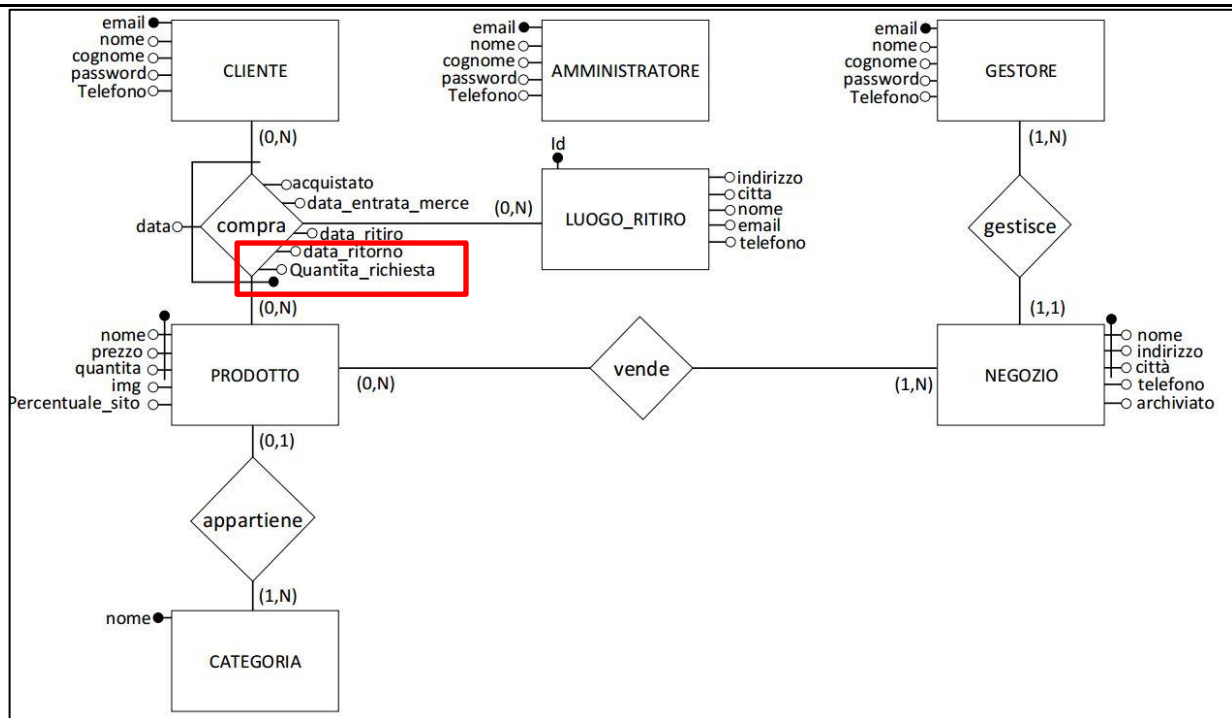 email
nome
cognome
password
Telefono
CLIENTE
email
nome
cognome
password
Telefono
AMMINISTRATORE
email
nome
cognome
password
Telefono
GESTORE
(0,N)
(1,N)
data
compra
acquistato
data_entrata_merce
data_ritiro
data_ritorno
Quantita_richiesta
(0,N)
Id
LUOGO_RITIRO
indirizzo
citta
nome
email
telefono
gestisce
(0,N)
(1,1)
nome
prezzo
quantita
img
Percentuale_sito
PRODOTTO
(0,N)
vende
(1,N)
NEGOZIO
nome
indirizzo
città
telefono
archiviato
(0,1)
appartiene
(1,N)
nome
CATEGORIA